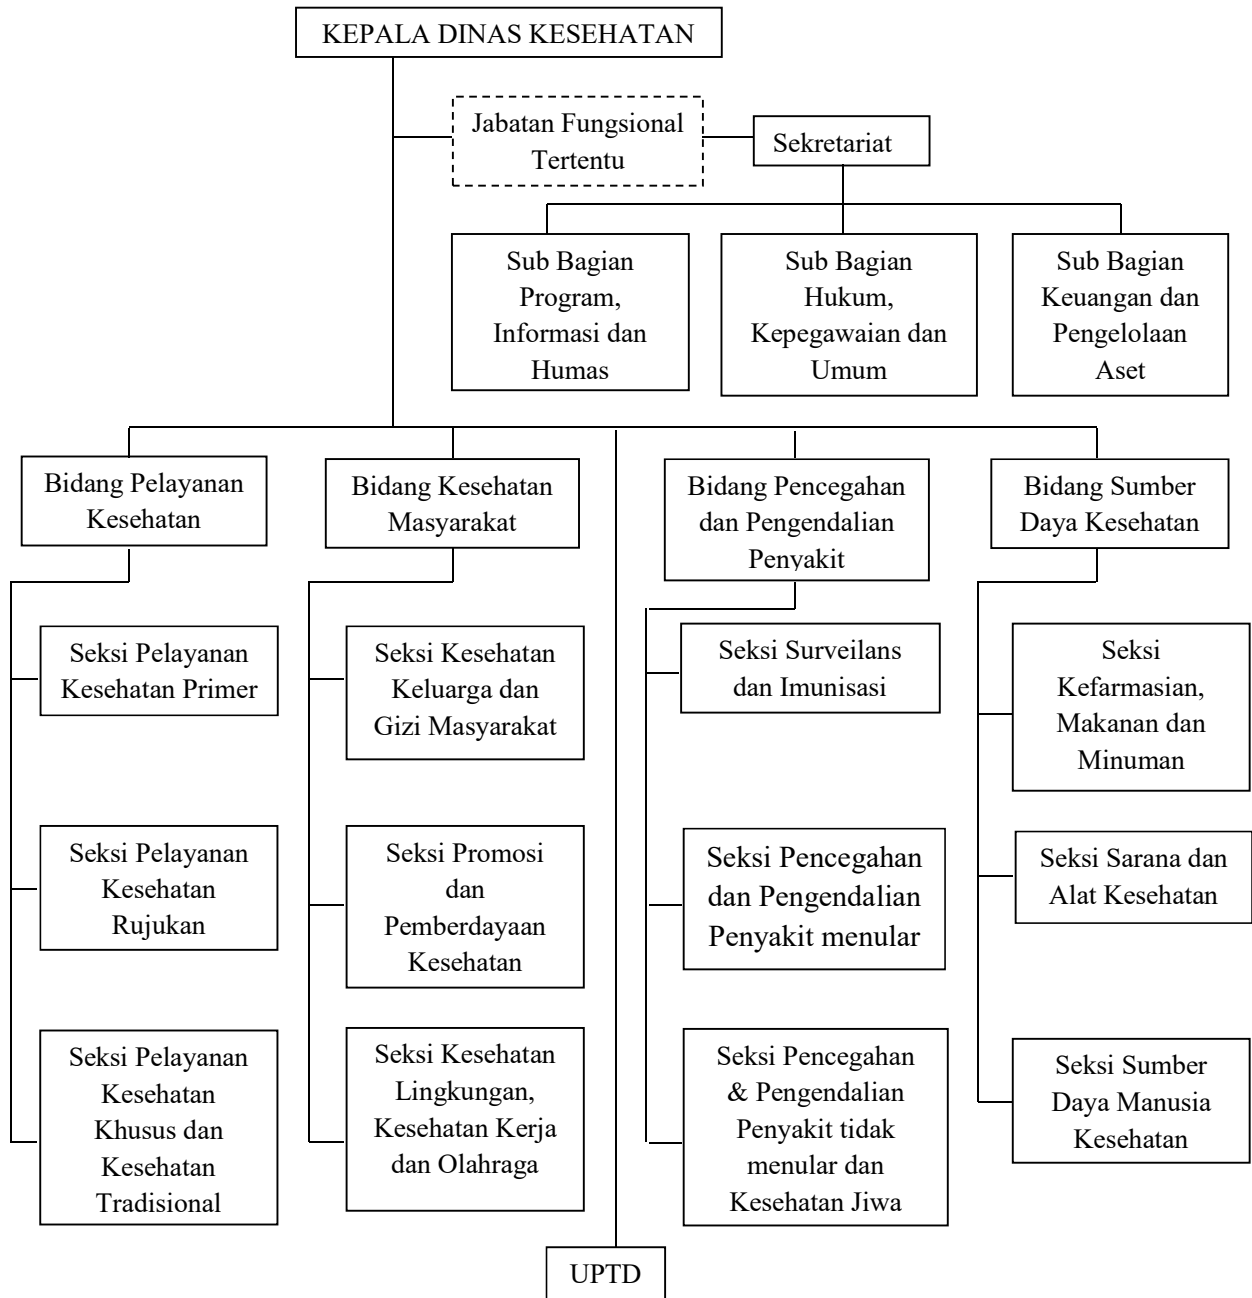 KEPALA DINAS KESEHATAN
Jabatan Fungsional
Tertentu
Sekretariat
Sub Bagian
Program,
Informasi dan
Humas
Sub Bagian
Hukum,
Kepegawaian dan
Umum
Sub Bagian
Keuangan dan
Pengelolaan
Aset
Bidang Pelayanan
Kesehatan
Bidang Kesehatan
Masyarakat
Bidang Pencegahan
dan Pengendalian
Penyakit
Bidang Sumber
Daya Kesehatan
Seksi Pelayanan
Kesehatan Primer
Seksi Kesehatan
Keluarga dan
Gizi Masyarakat
Seksi Surveilans
dan Imunisasi
Seksi
Kefarmasian,
Makanan dan
Minuman
Seksi Pelayanan
Kesehatan
Rujukan
Seksi Promosi
dan
Pemberdayaan
Kesehatan
Seksi Pencegahan
dan Pengendalian
Penyakit menular
Seksi Sarana dan
Alat Kesehatan
Seksi Pelayanan
Kesehatan
Khusus dan
Kesehatan
Tradisional
Seksi Kesehatan
Lingkungan,
Kesehatan Kerja
dan Olahraga
Seksi Pencegahan
& Pengendalian
Penyakit tidak
menular dan
Kesehatan Jiwa
Seksi Sumber
Daya Manusia
Kesehatan
UPTD